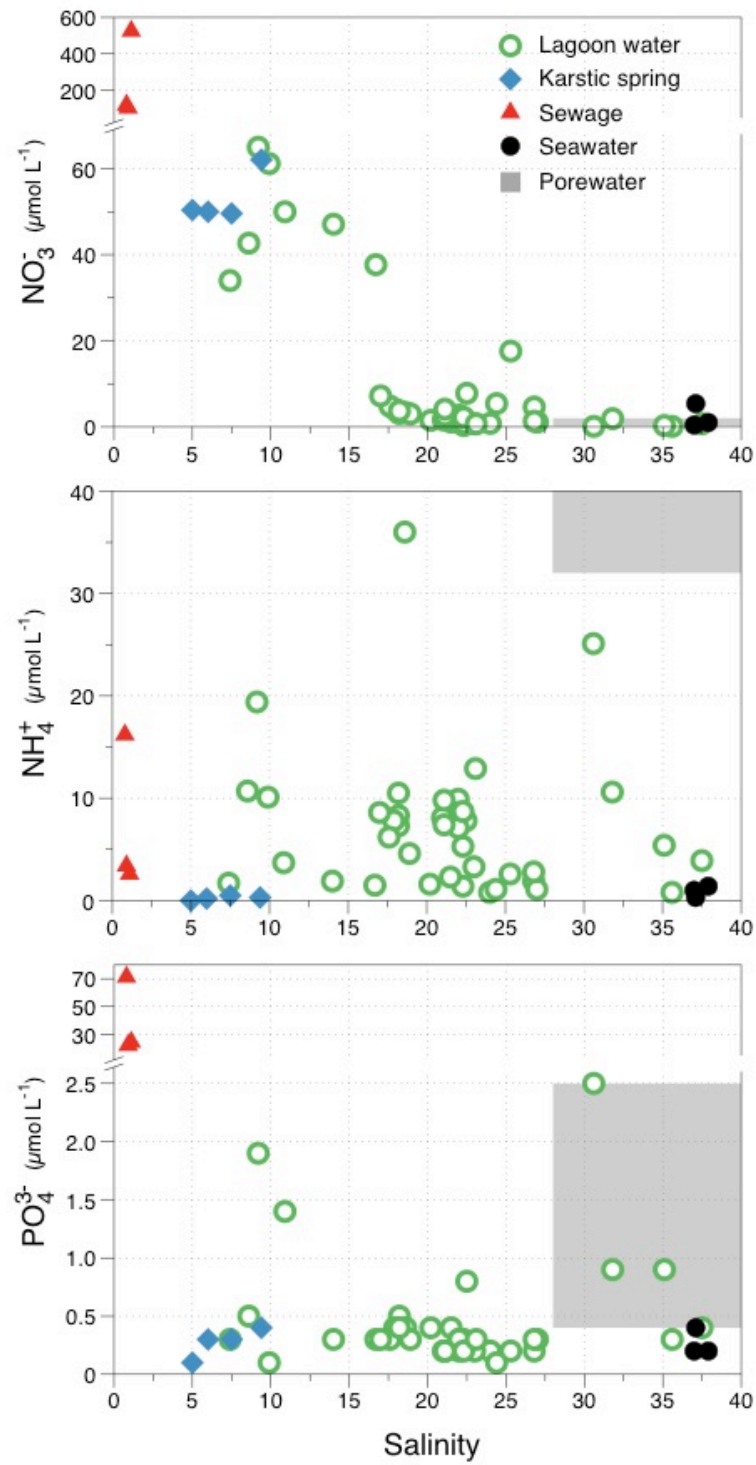 600
400
200
60
40
20
0
NO₃⁻ (µmol L⁻¹)
Lagoon water
Karstic spring
Sewage
Seawater
Porewater
0 5 10 15 20 25 30 35 40
40
30
20
10
0
NH₄⁺ (µmol L⁻¹)
0 5 10 15 20 25 30 35 40
70
50
30
2.5
2.0
1.5
1.0
0.5
0
PO₄³⁻ (µmol L⁻¹)
0 5 10 15 20 25 30 35 40
Salinity